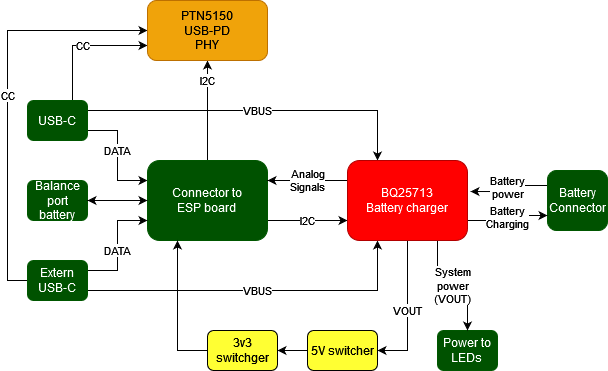 PTN5150
USB-PD
PHY
CC
CC
I2C
USB-C
VBUS
DATA
Balance
port
battery
Connector to
ESP board
Analog
Signals
BQ25713
Battery charger
Battery
power
Battery
Connector
I2C
Battery
Charging
DATA
Extern
USB-C
VBUS
System
power
(VOUT)
VOUT
3v3
switchger
5V switcher
Power to
LEDs